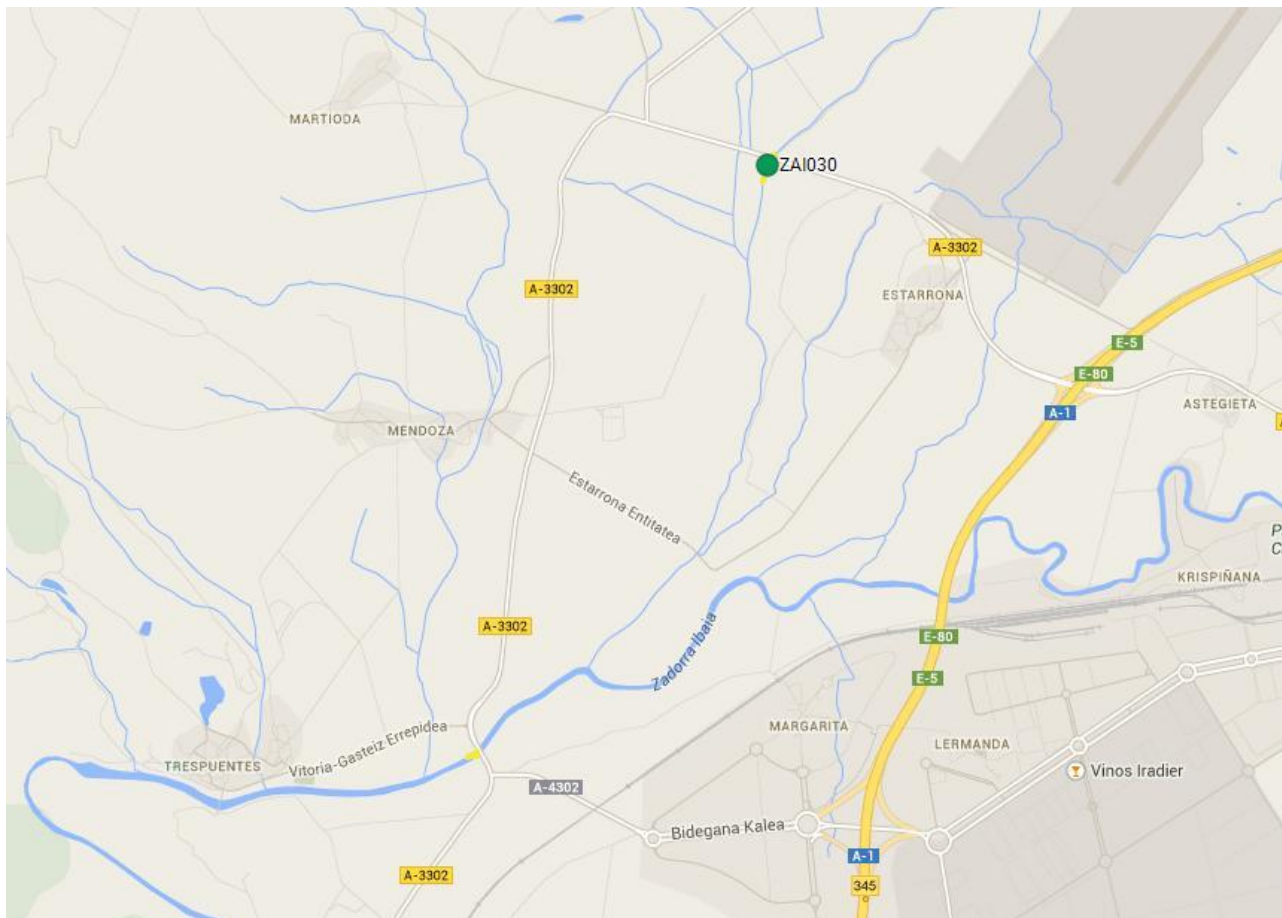 MARTIODA
ZAI030
A-3302
A-3302
ESTARRONA
E-5
E-80
A-1
ASTEGIETA
MENDOZA
Estarrona Entitatea
KRISPIÑANA
A-3302
E-80
Zadorra Ibaia
E-5
MARGARITA
Vitoria-Gasteiz Errepidea
LERMANDA
TRESPUENTES
Vinos Iradier
A-4302
Bidegana Kalea
A-1
A-3302
345